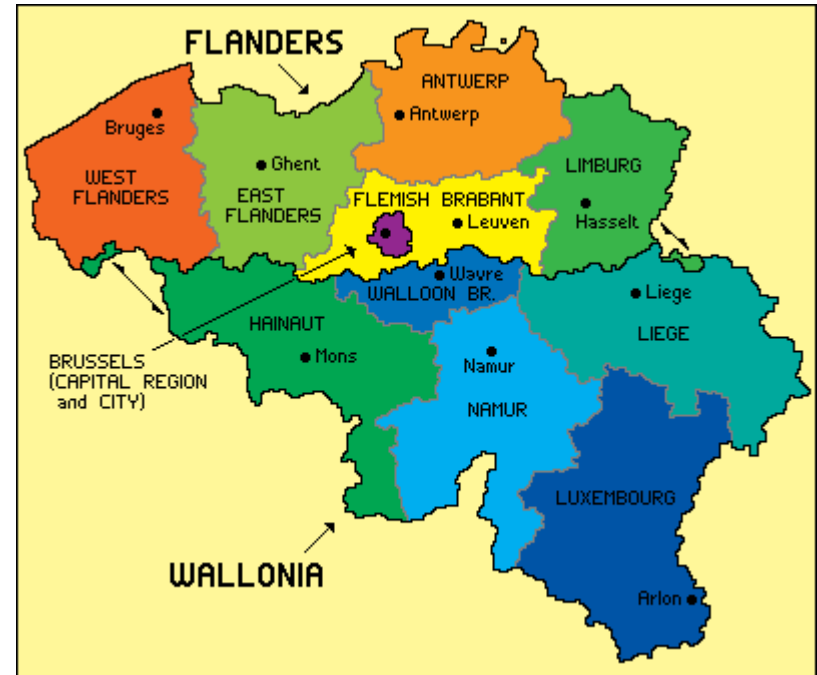 FLANDERS
ANTWERP
Antwerp
Bruges
Ghent
WEST
FLANDERS
EAST
FLANDERS
LIMBURG
Hasselt
FLEMISH BRABANT
Leuven
Wavre
WALLOON BR.
Liege
LIEGE
HAINAUT
Mons
BRUSSELS
(CAPITAL REGION
and CITY)
Namur
NAMUR
LUXEMBOURG
WALLONIA
Arlon